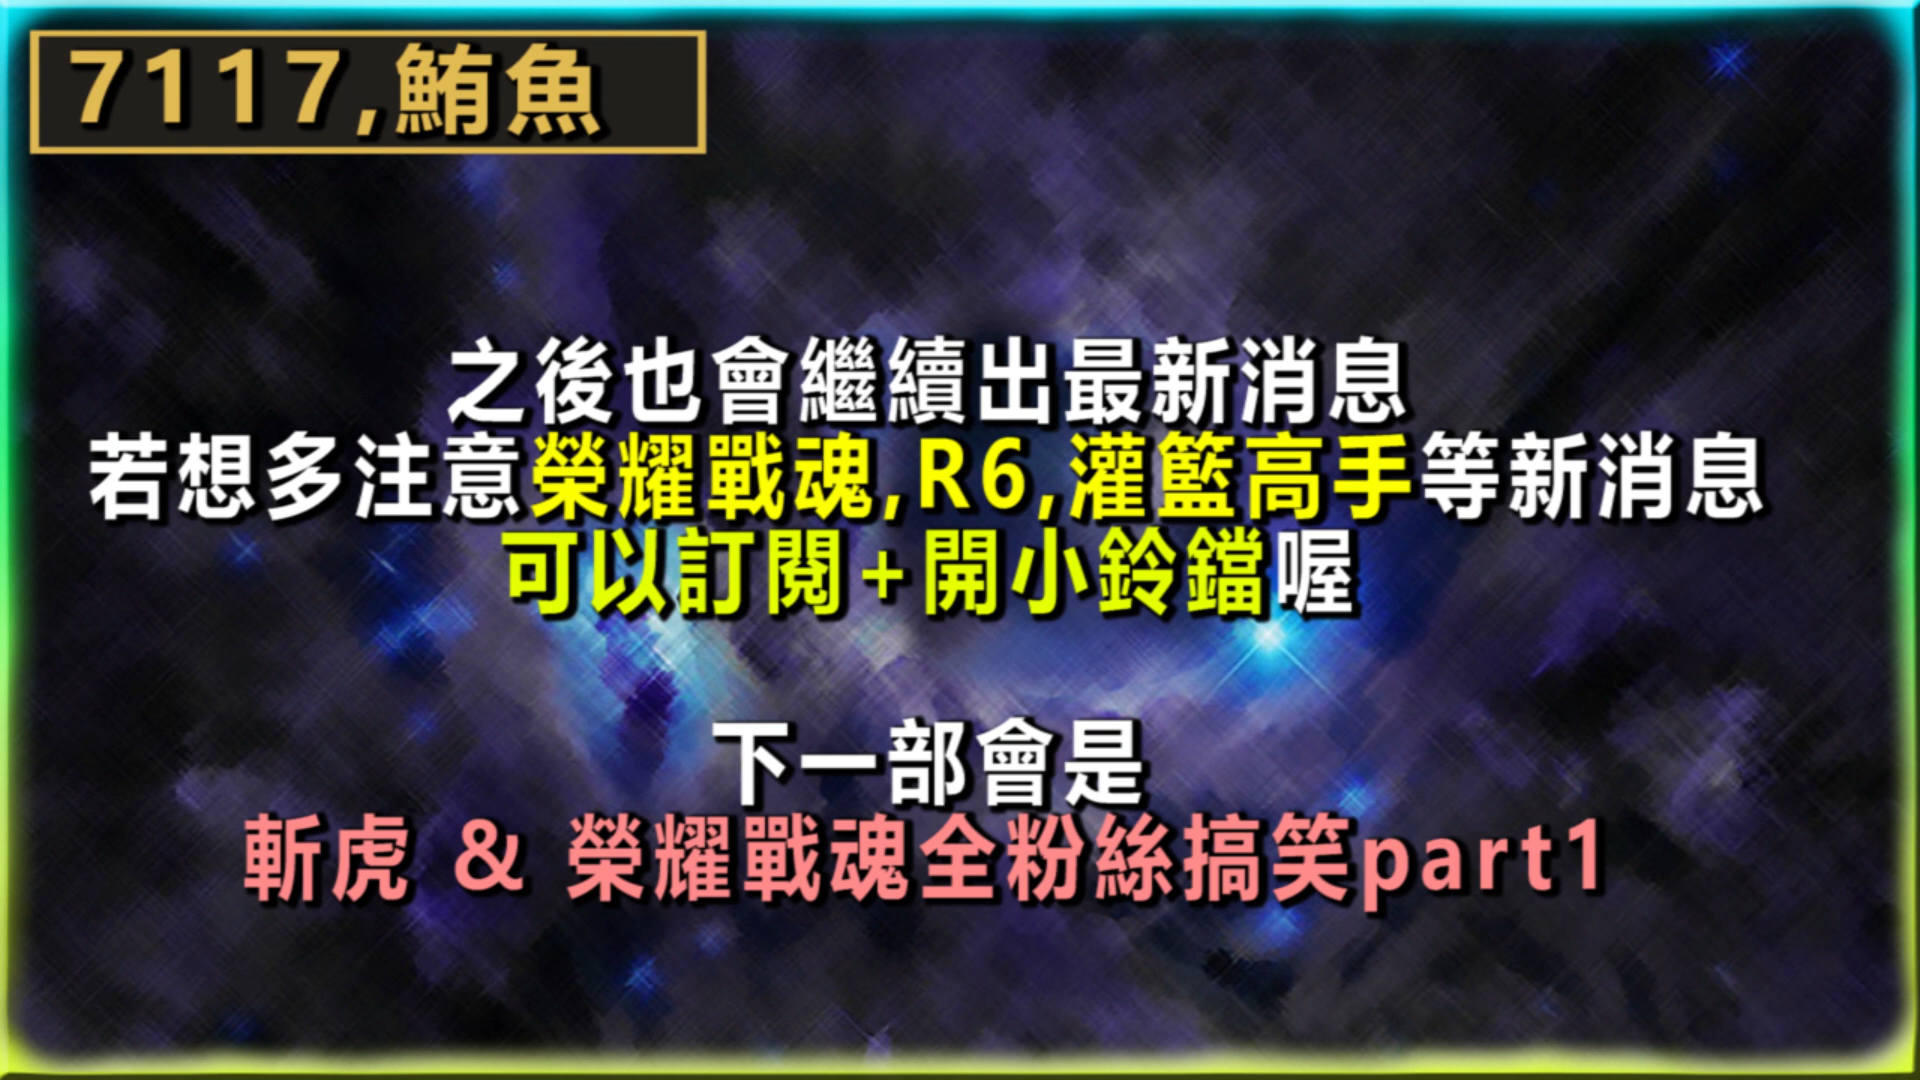 7117,鮪魚
之後也會繼續出最新消息
若想多注意榮耀戰魂,R6,灌籃高手等新消息
可以訂閱+開小鈴鐺喔
下一部會是
斬虎 & 榮耀戰魂全粉絲搞笑part1